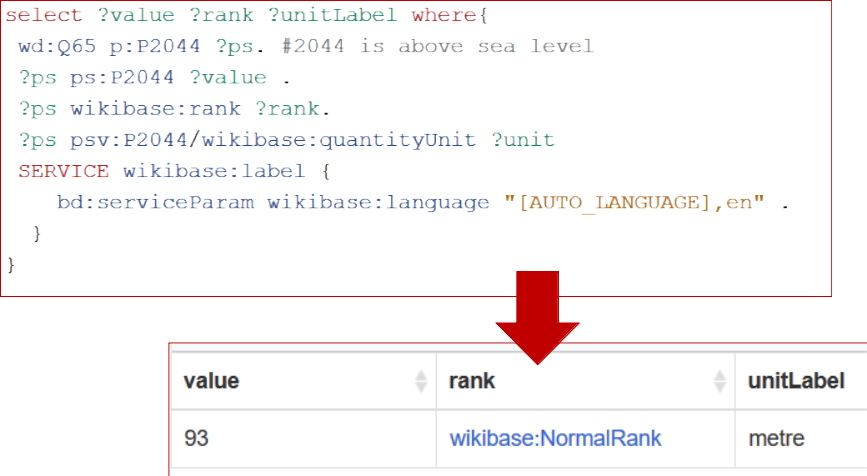 select ?value ?rank ?unitLabel where{
wd:Q65 p:P2044 ?ps. #2044 is above sea level
?ps ps:P2044 ?value .
?ps wikibase:rank ?rank.
?ps psv:P2044/wikibase:quantityUnit ?unit
SERVICE wikibase:label {
bd:serviceParam wikibase:language "[AUTO_LANGUAGE],en" .
}
}
value rank unitLabel
93 wikibase:NormalRank metre